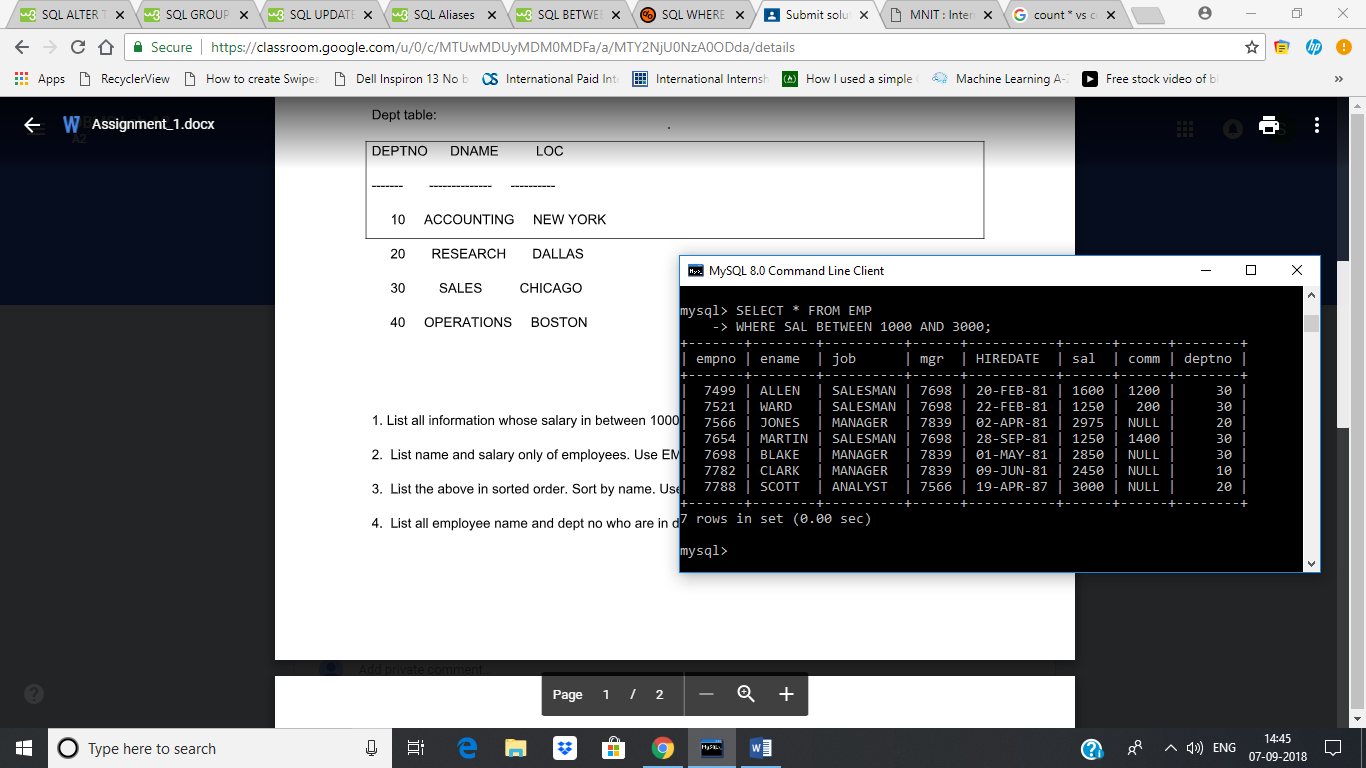 SQL ALTER T
SQL GROUP
SQL UPDATE
SQL Aliases
SQL BETWE
SQL WHERE
Submit solu
MNIT : Inter
count * vs c
Secure
https://classroom.google.com/u/0/c/MTUwMDUyMDM0MDFa/a/MTY2NjU0NzA0ODda/details
Apps RecyclerView How to create Swipe Dell Inspiron 13 No b International Paid Int International Internsh How I used a simple Machine Learning A- Free stock video of b »
Assignment_1.docx
A2
Dept table:
DEPTNO DNAME LOC
------- -------------- ----------
10 ACCOUNTING NEW YORK
20 RESEARCH DALLAS
30 SALES CHICAGO
40 OPERATIONS BOSTON
1. List all information whose salary in between 1000
2. List name and salary only of employees. Use EM
3. List the above in sorted order. Sort by name. Use
4. List all employee name and dept no who are in d
MySQL 8.0 Command Line Client
mysql> SELECT * FROM EMP
-> WHERE SAL BETWEEN 1000 AND 3000;
+-------+--------+----------+------+-----------+------+------+--------+
| empno | ename | job | mgr | HIREDATE | sal | comm | deptno |
+-------+--------+----------+------+-----------+------+------+--------+
| 7499 | ALLEN | SALESMAN | 7698 | 20-FEB-81 | 1600 | 1200 | 30 |
| 7521 | WARD | SALESMAN | 7698 | 22-FEB-81 | 1250 | 200 | 30 |
| 7566 | JONES | MANAGER | 7839 | 02-APR-81 | 2975 | NULL | 20 |
| 7654 | MARTIN | SALESMAN | 7698 | 28-SEP-81 | 1250 | 1400 | 30 |
| 7698 | BLAKE | MANAGER | 7839 | 01-MAY-81 | 2850 | NULL | 30 |
| 7782 | CLARK | MANAGER | 7839 | 09-JUN-81 | 2450 | NULL | 10 |
| 7788 | SCOTT | ANALYST | 7566 | 19-APR-87 | 3000 | NULL | 20 |
+-------+--------+----------+------+-----------+------+------+--------+
7 rows in set (0.00 sec)
mysql>
Add private comment...
Page 1 / 2
Type here to search
ENG
14:45
07-09-2018